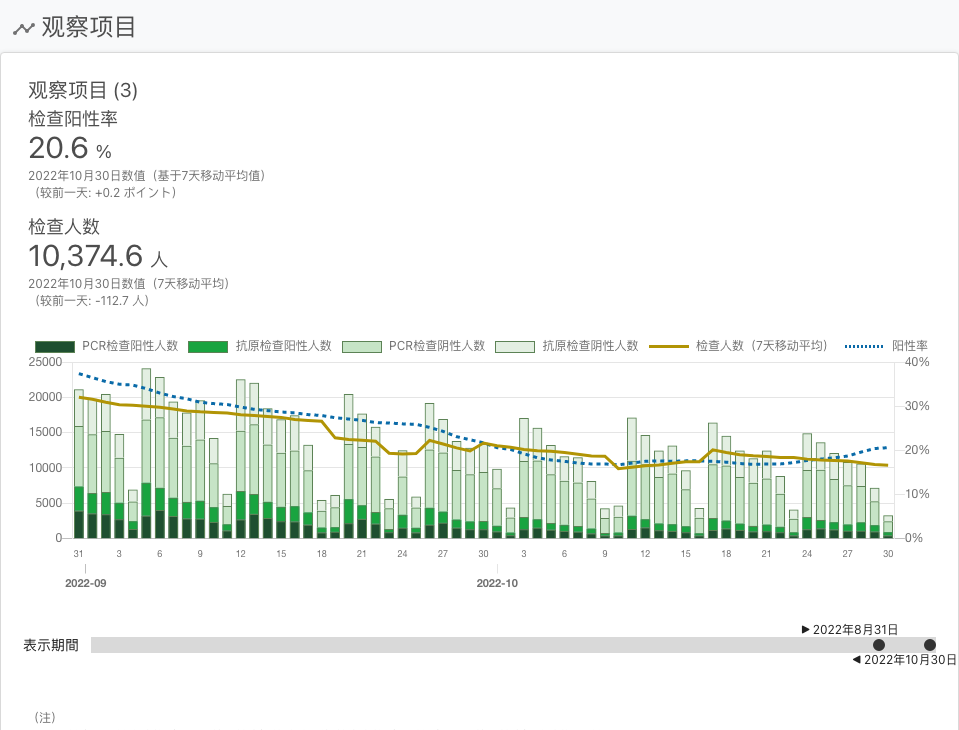 观察项目
观察项目 (3)
检查阳性率
20.6 %
2022年10月30日数值（基于7天移动平均值）
（较前一天: +0.2 ポイント）
检查人数
10,374.6 人
2022年10月30日数值（7天移动平均）
（较前一天: -112.7 人）
PCR检查阳性人数 抗原检查阳性人数 PCR检查阴性人数 抗原检查阴性人数 检查人数（7天移动平均） 阳性率
25000 40%
20000
30%
15000
20%
10000
10%
5000
0 0%
31 3 6 9 12 15 18 21 24 27 30 3 6 9 12 15 18 21 24 27 30
2022-09 2022-10
▶ 2022年8月31日
表示期間
◀ 2022年10月30日
（注）